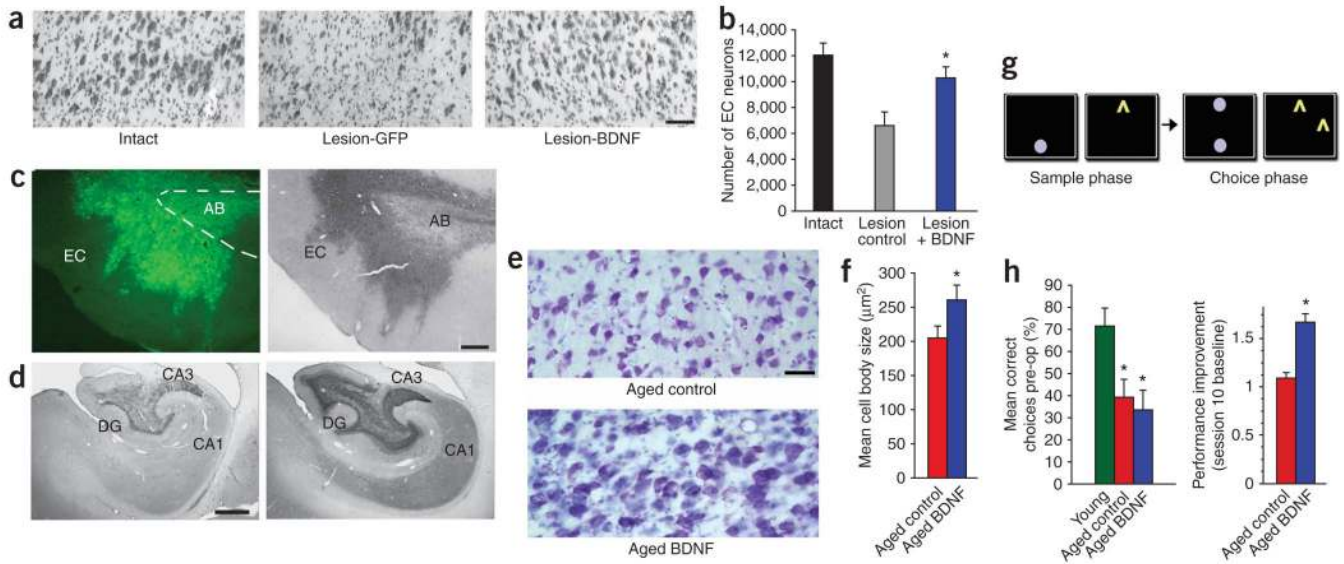 a
Intact
Lesion-GFP
Lesion-BDNF
b
Number of EC neurons
14,000
12,000
10,000
8,000
6,000
4,000
2,000
0
*
Intact
Lesion control
Lesion + BDNF
c
EC
AB
EC
AB
d
CA3
DG
CA1
CA3
DG
CA1
e
Aged control
Aged BDNF
f
Mean cell body size (µm²)
300
250
200
150
100
50
0
*
Aged control
Aged BDNF
g
Sample phase
Choice phase
h
Mean correct
choices pre-op (%)
90
80
70
60
50
40
30
20
10
0
*
*
Young
Aged control
Aged BDNF
Performance improvement
(session 10 baseline)
1.5
1
0.5
*
Aged control
Aged BDNF